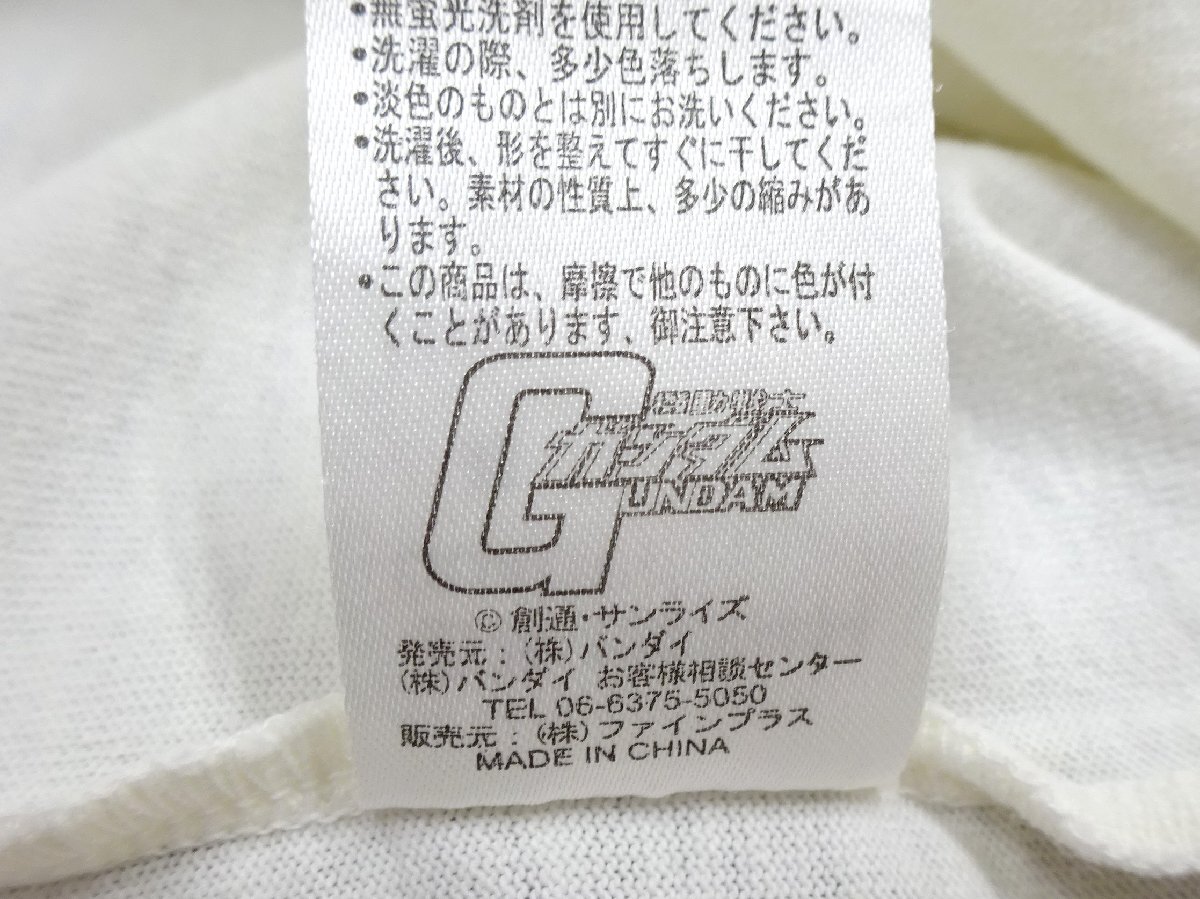 •無蛍光洗剤を使用してください。
•洗濯の際、多少色落ちします。
•淡色のものとは別にお洗いください。
•洗濯後、形を整えてすぐに干してくだ
さい。素材の性質上、多少の縮みがあ
ります。
•この商品は、摩擦で他のものに色が付
くことがあります、御注意下さい。
機動戦士
ガンダム
GUNDAM
© 創通・サンライズ
発売元：(株)バンダイ
(株)バンダイ お客様相談センター
TEL 06-6375-5050
販売元：(株)ファインプラス
MADE IN CHINA